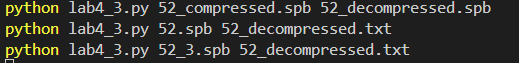 python lab4_3.py 52_compressed.spb 52_decompressed.spb
python lab4_3.py 52.spb 52_decompressed.txt
python lab4_3.py 52_3.spb 52_decompressed.txt